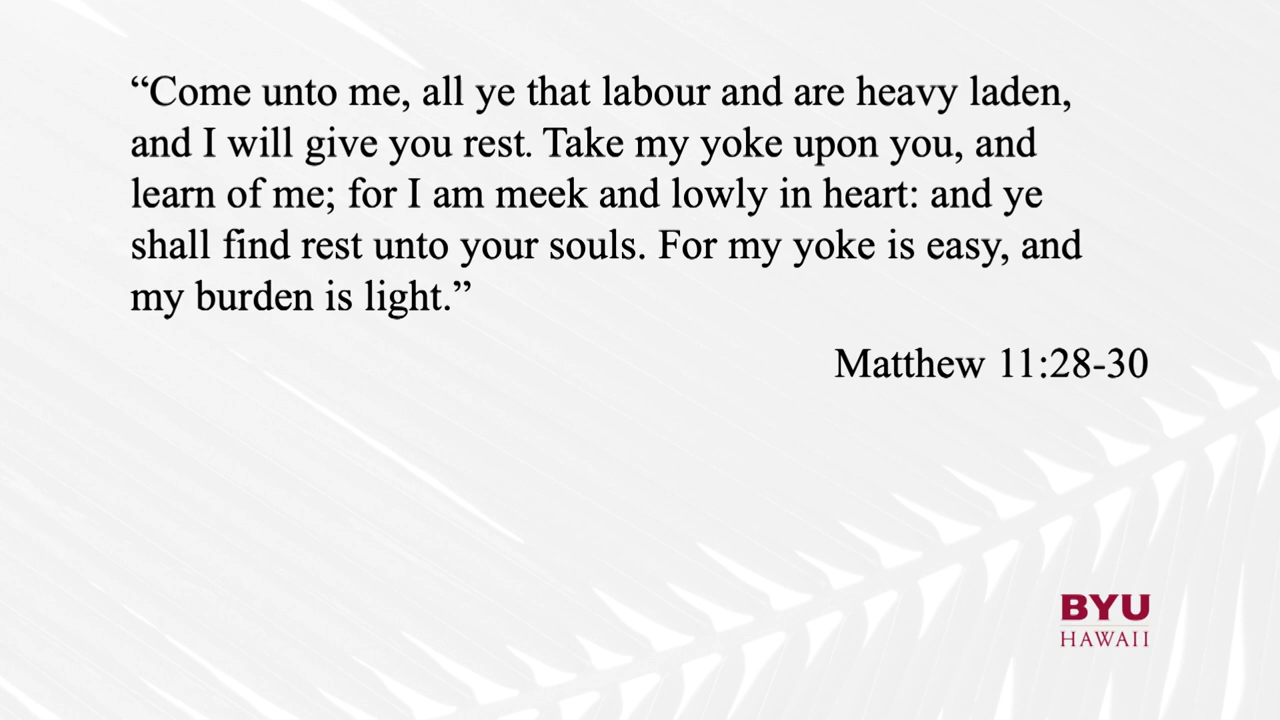 “Come unto me, all ye that labour and are heavy laden,
and I will give you rest. Take my yoke upon you, and
learn of me; for I am meek and lowly in heart: and ye
shall find rest unto your souls. For my yoke is easy, and
my burden is light.”
Matthew 11:28-30
BYU
HAWAII